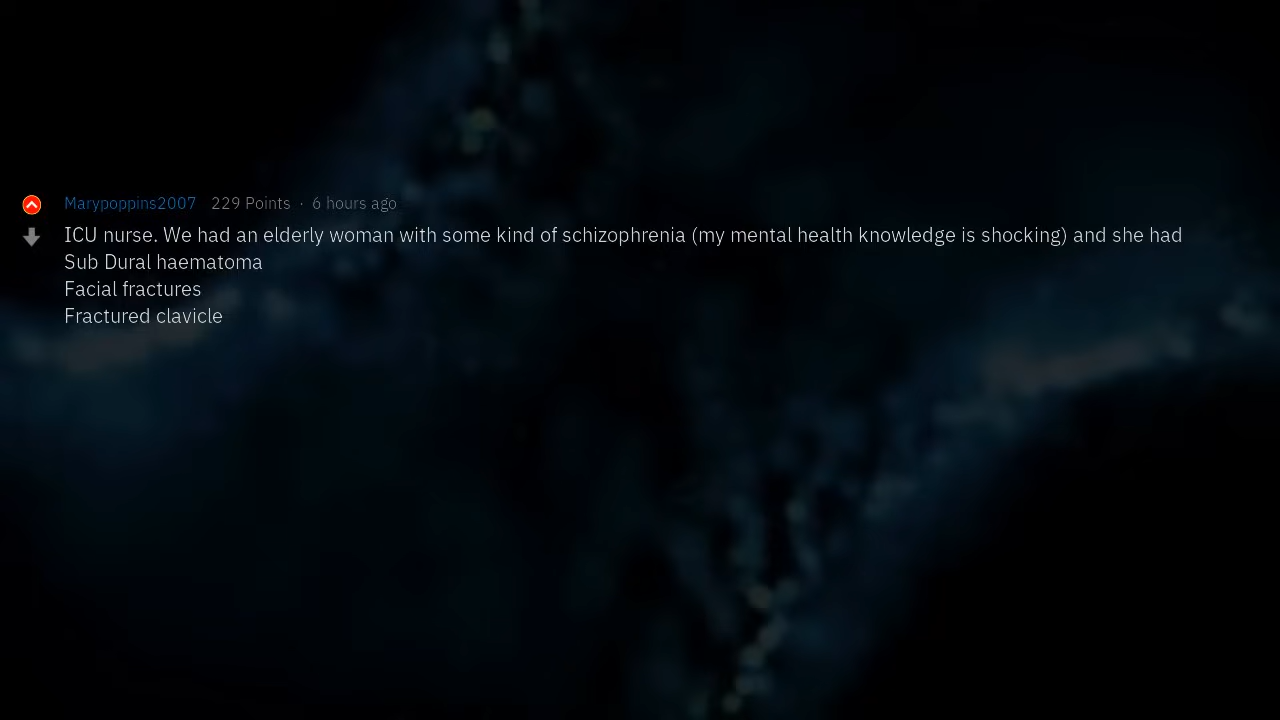 Marypoppins2007 229 Points · 6 hours ago
ICU nurse. We had an elderly woman with some kind of schizophrenia (my mental health knowledge is shocking) and she had
Sub Dural haematoma
Facial fractures
Fractured clavicle